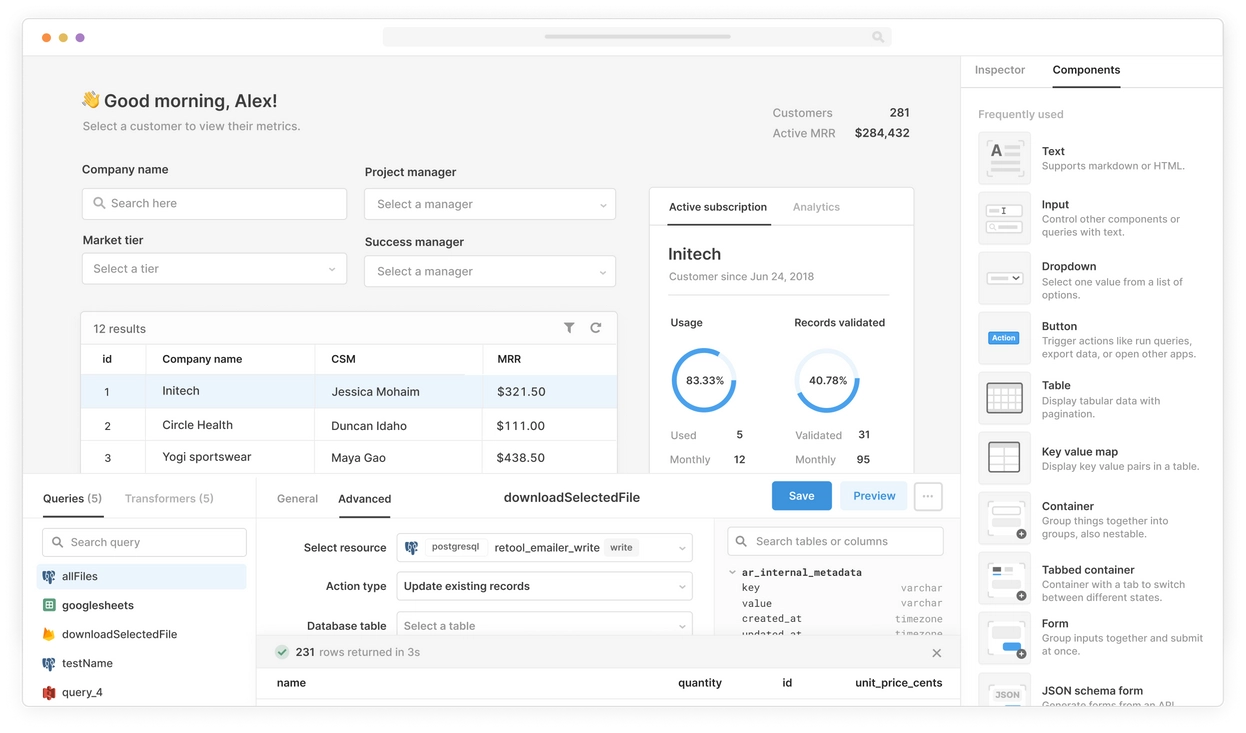 Inspector
Components
👋 Good morning, Alex!
Select a customer to view their metrics.
Customers 281
Active MRR $284,432
Company name
Search here
Project manager
Select a manager
Market tier
Select a tier
Success manager
Select a manager
12 results
id Company name CSM MRR
1 Initech Jessica Mohaim $321.50
2 Circle Health Duncan Idaho $111.00
3 Yogi sportswear Maya Gao $438.50
Active subscription Analytics
Initech
Customer since Jun 24, 2018
Usage Records validated
83.33% 40.78%
Used 5 Validated 31
Monthly 12 Monthly 95
Queries (5) Transformers (5)
Search query
allFiles
googlesheets
downloadSelectedFile
testName
query_4
General Advanced downloadSelectedFile Save Preview
Select resource postgresql retool_emailer_write write
Action type Update existing records
Database table Select a table
Search tables or columns
ar_internal_metadata
key varchar
value varchar
created_at timezone
updated_at timezone
231 rows returned in 3s
name quantity id unit_price_cents
Frequently used
A
Text
Supports markdown or HTML.
Input
Control other components or
queries with text.
Dropdown
Select one value from a list of
options.
Action
Button
Trigger actions like run queries,
export data, or open other apps.
Table
Display tabular data with
pagination.
Key value map
Display key value pairs in a table.
Container
Group things together into
groups, also nestable.
Tabbed container
Container with a tab to switch
between different states.
Form
Group inputs together and submit
at once.
JSON
JSON schema form
Generate forms from an API